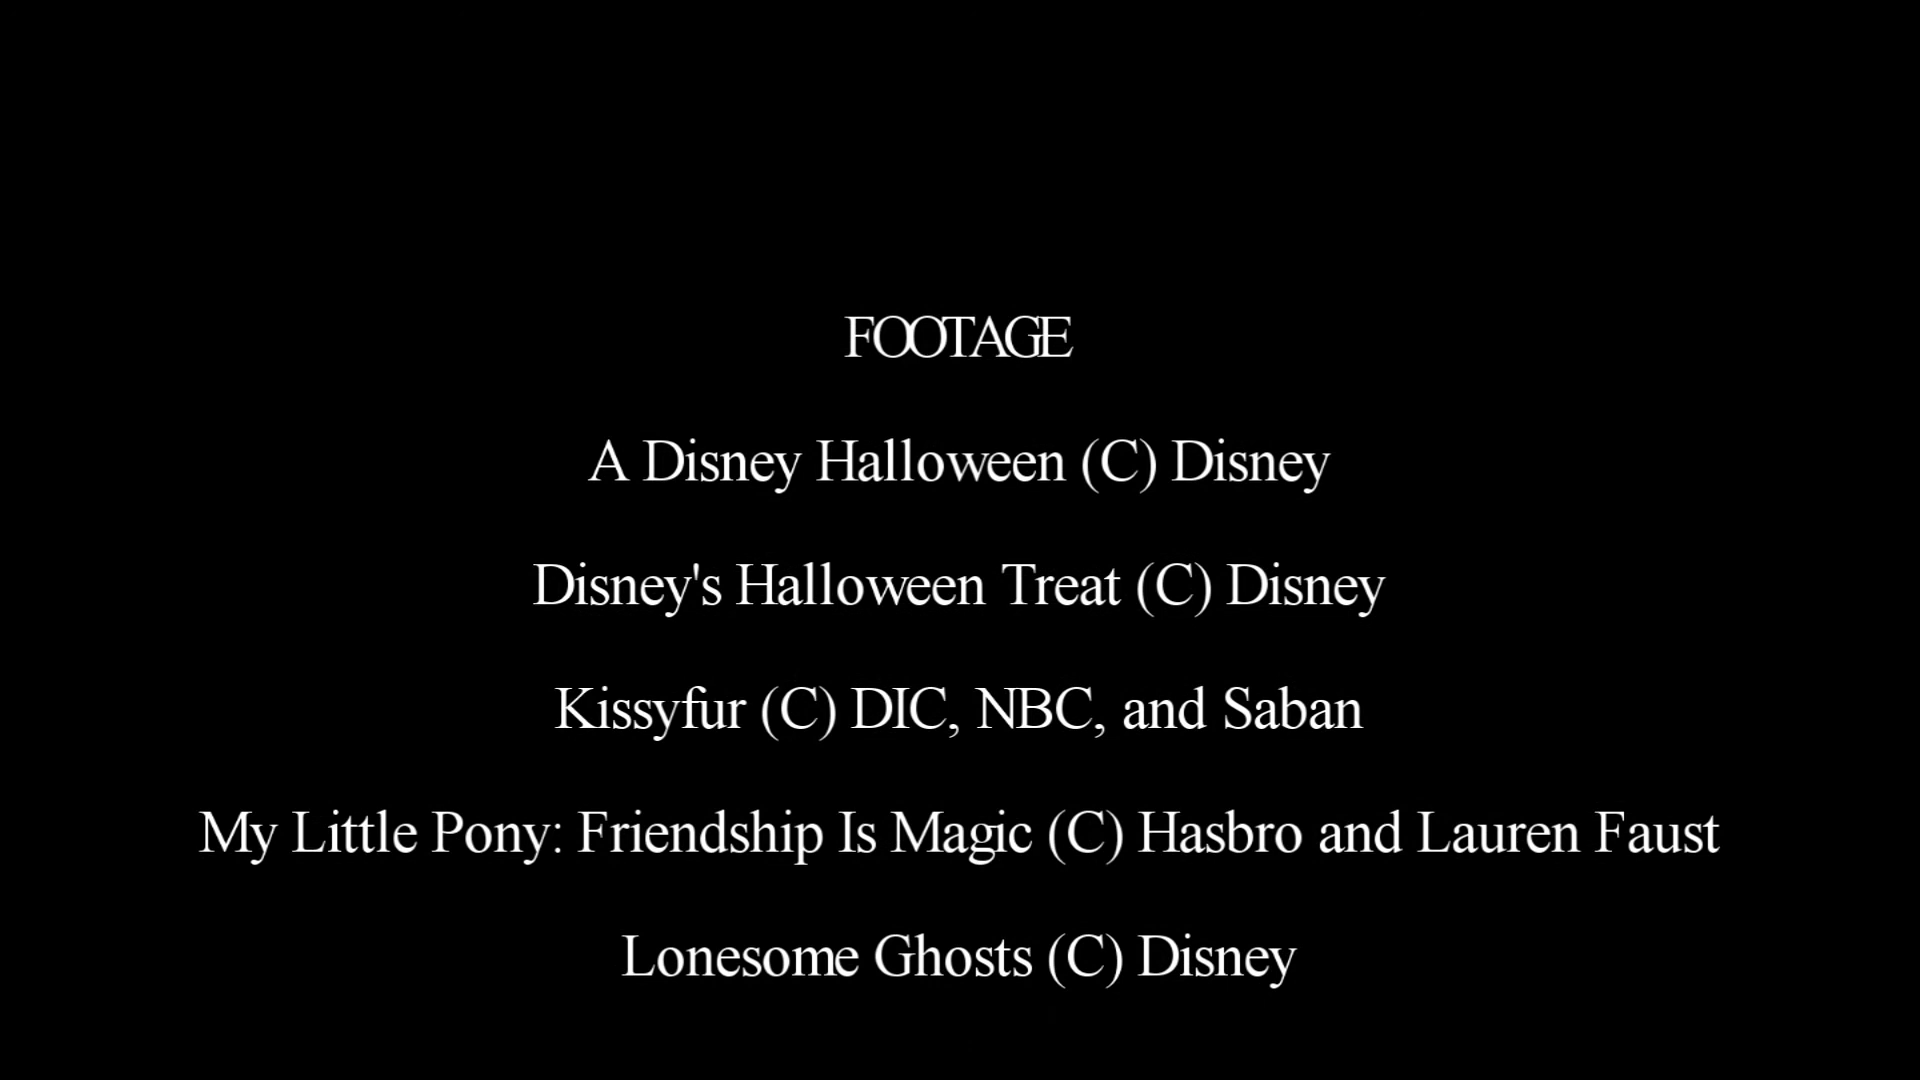 FOOTAGE
A Disney Halloween (C) Disney
Disney's Halloween Treat (C) Disney
Kissyfur (C) DIC, NBC, and Saban
My Little Pony: Friendship Is Magic (C) Hasbro and Lauren Faust
Lonesome Ghosts (C) Disney